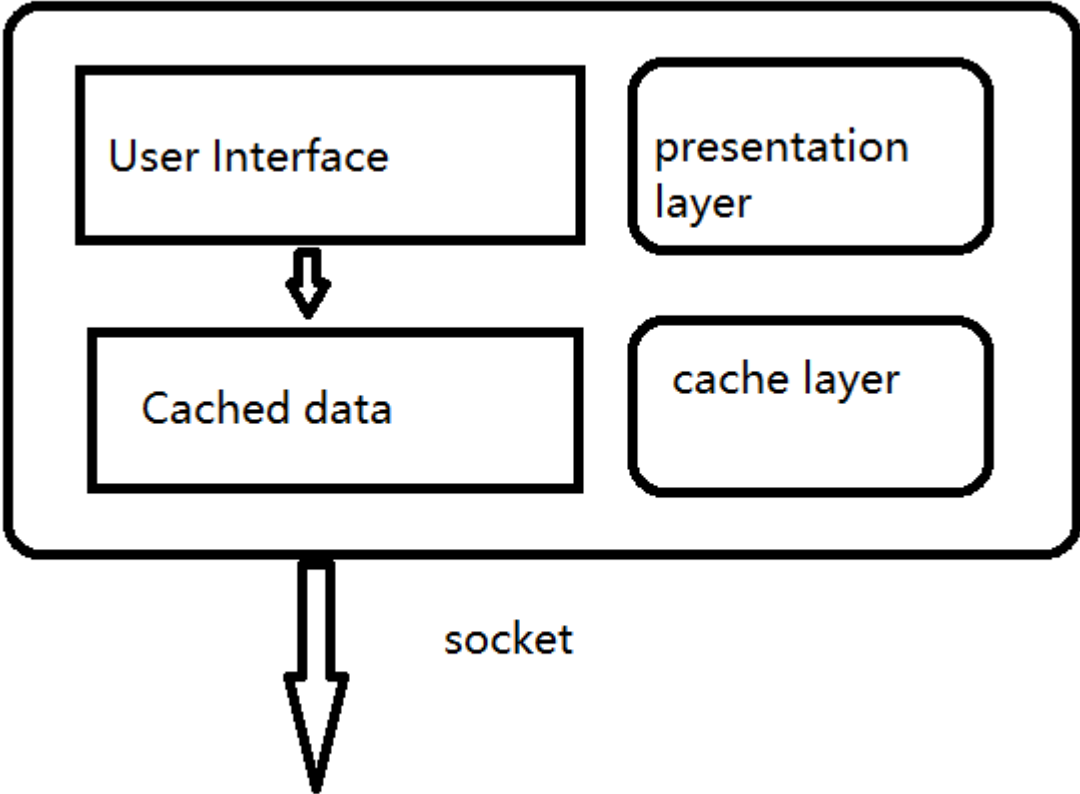 User Interface
presentation
layer
Cached data
cache layer
socket